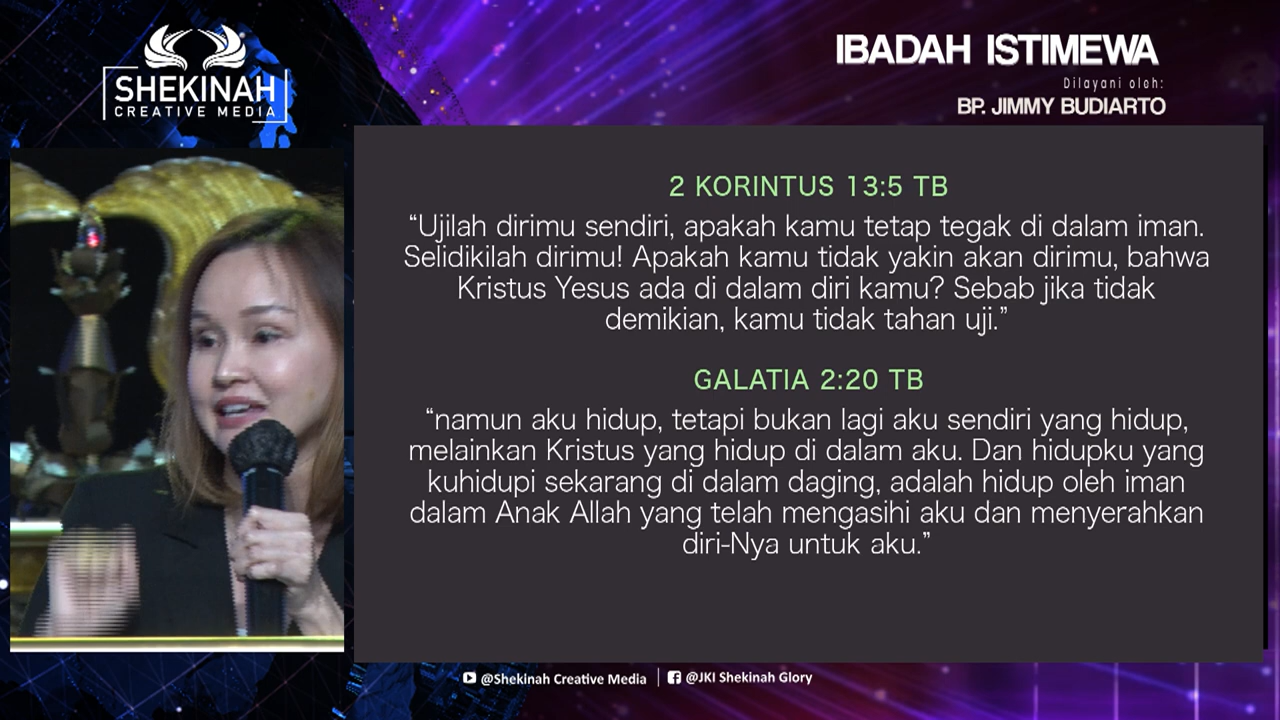 SHEKINAH
CREATIVE MEDIA
IBADAH ISTIMEWA
Dilayani oleh:
BP. JIMMY BUDIARTO
2 KORINTUS 13:5 TB
“Ujilah dirimu sendiri, apakah kamu tetap tegak di dalam iman.
Selidikilah dirimu! Apakah kamu tidak yakin akan dirimu, bahwa
Kristus Yesus ada di dalam diri kamu? Sebab jika tidak
demikian, kamu tidak tahan uji.”
GALATIA 2:20 TB
“namun aku hidup, tetapi bukan lagi aku sendiri yang hidup,
melainkan Kristus yang hidup di dalam aku. Dan hidupku yang
kuhidupi sekarang di dalam daging, adalah hidup oleh iman
dalam Anak Allah yang telah mengasihi aku dan menyerahkan
diri-Nya untuk aku.”
@Shekinah Creative Media | @JKI Shekinah Glory